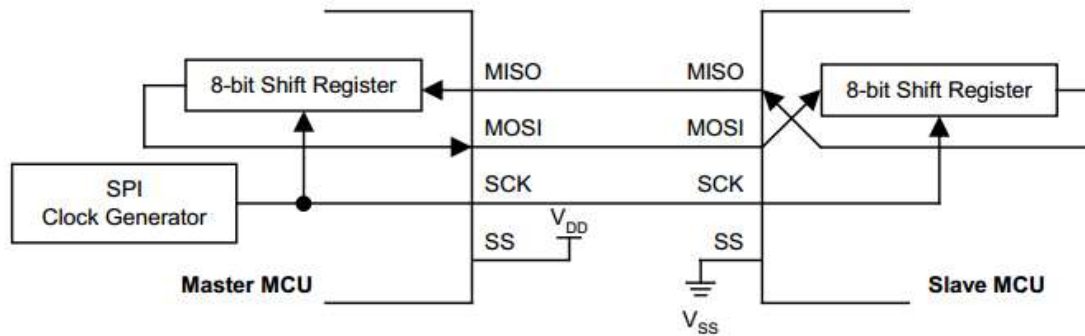 MISO MISO
8-bit Shift Register 8-bit Shift Register
MOSI MOSI
SPI
Clock Generator
SCK SCK
VDD
SS SS
Master MCU Slave MCU
VSS